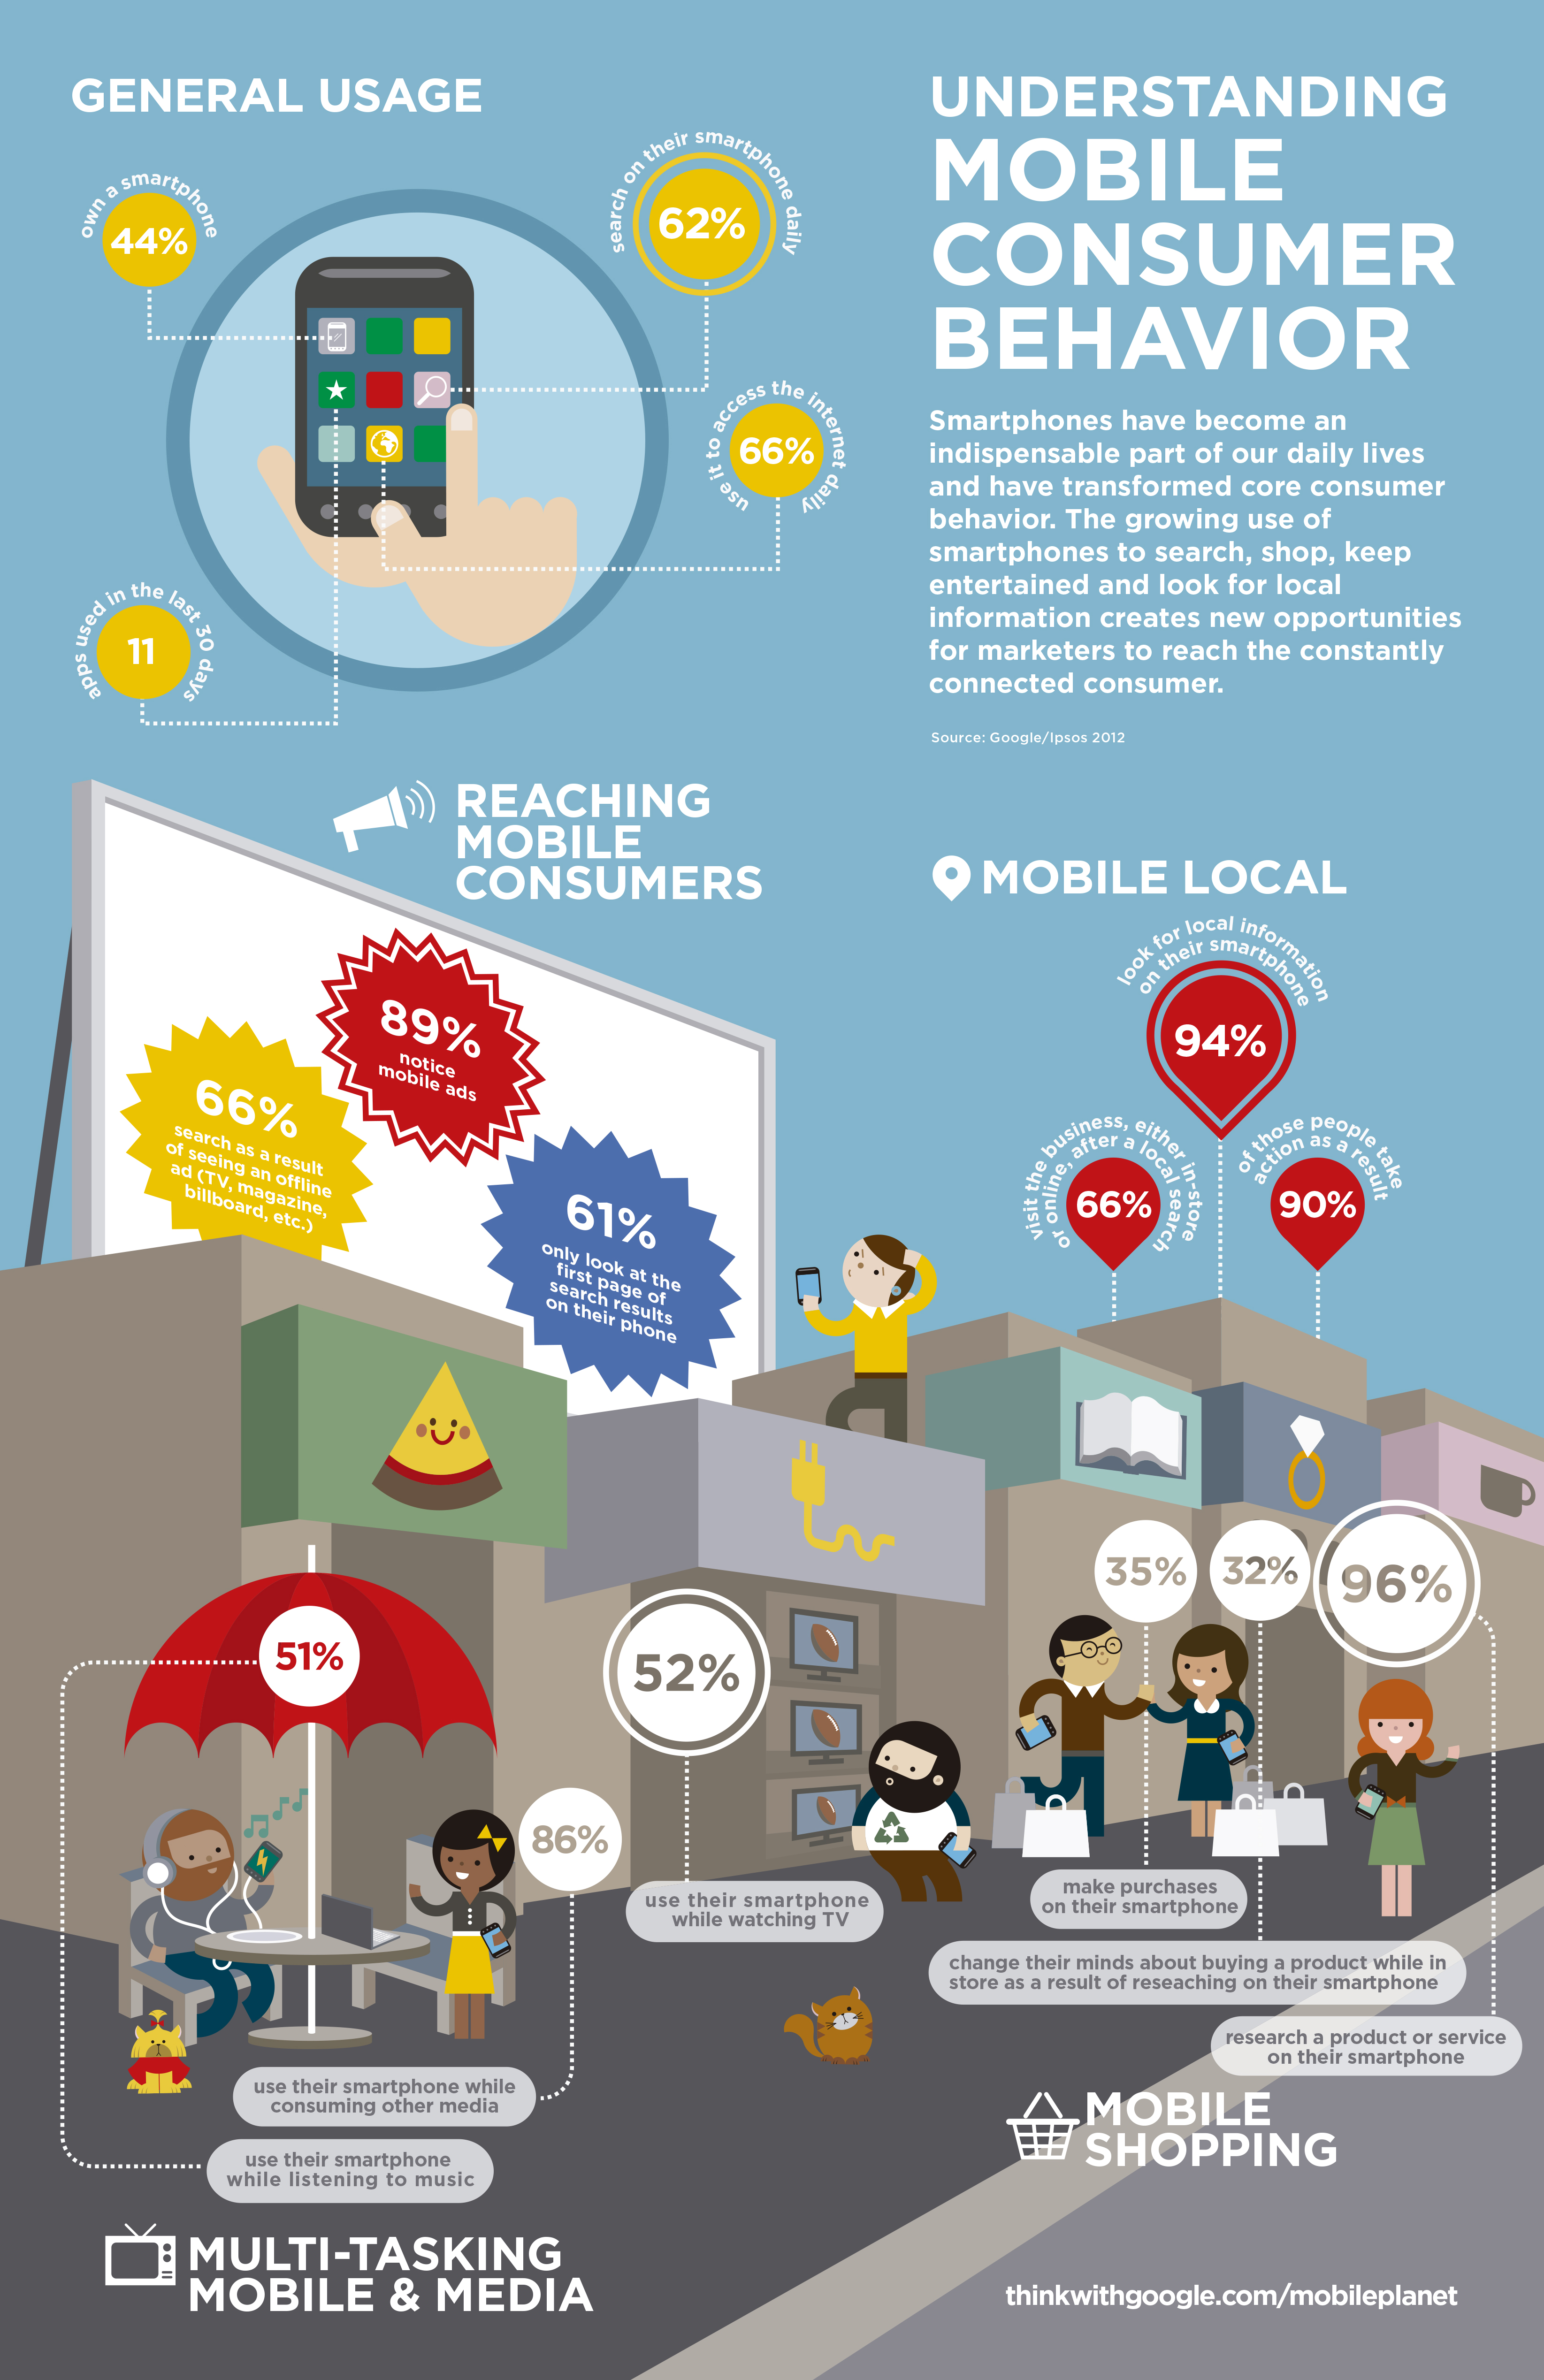 GENERAL USAGE
own a smartphone
44%
search on their smartphone daily
62%
use it to access the internet daily
66%
apps used in the last 30 days
11
UNDERSTANDING
MOBILE
CONSUMER
BEHAVIOR
Smartphones have become an
indispensable part of our daily lives
and have transformed core consumer
behavior. The growing use of
smartphones to search, shop, keep
entertained and look for local
information creates new opportunities
for marketers to reach the constantly
connected consumer.
Source: Google/Ipsos 2012
REACHING
MOBILE
CONSUMERS
89%
notice
mobile ads
66%
search as a result
of seeing an offline
ad (TV, magazine,
billboard, etc.)
61%
only look at the
first page of
search results
on their phone
MOBILE LOCAL
look for local information
on their smartphone
94%
visit the business, either in-store
or online, after a local search
66%
of those people take
action as a result
90%
51%
86%
52%
use their smartphone
while watching TV
use their smartphone while
consuming other media
use their smartphone
while listening to music
MULTI-TASKING
MOBILE & MEDIA
35%
32%
96%
make purchases
on their smartphone
change their minds about buying a product while in
store as a result of reseaching on their smartphone
research a product or service
on their smartphone
MOBILE
SHOPPING
thinkwithgoogle.com/mobileplanet